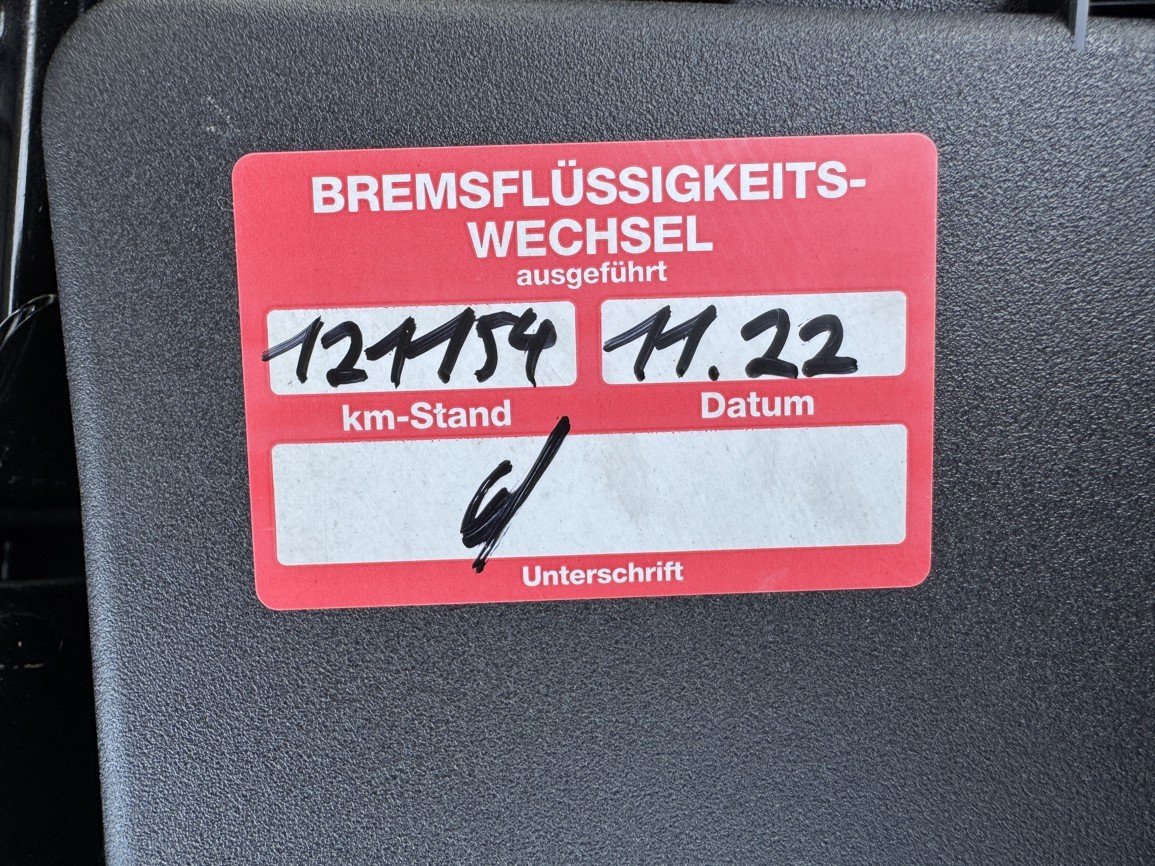 BREMSFLÜSSIGKEITS-
WECHSEL
ausgeführt
121154 11.22
km-Stand Datum
Unterschrift